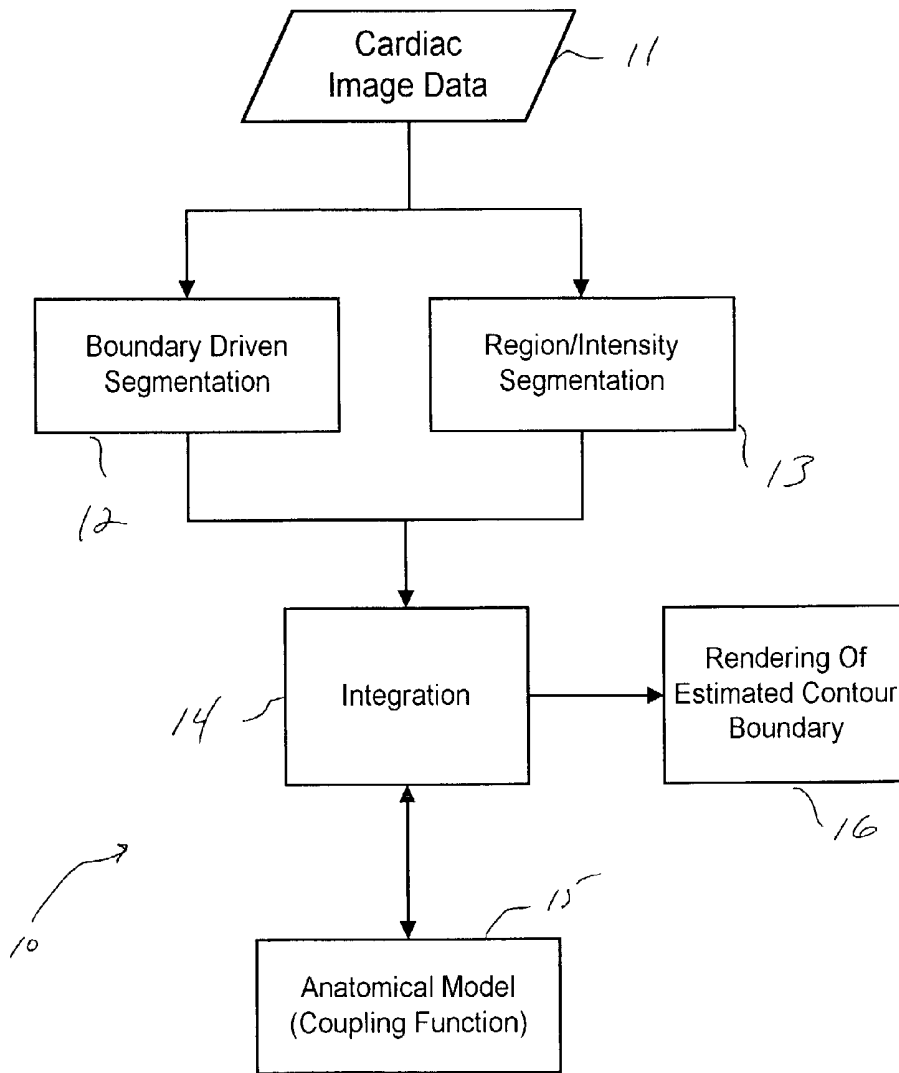 Cardiac
Image Data
11
Boundary Driven
Segmentation
Region/Intensity
Segmentation
12
13
Integration
14
Rendering Of
Estimated Contour
Boundary
16
10
15
Anatomical Model
(Coupling Function)